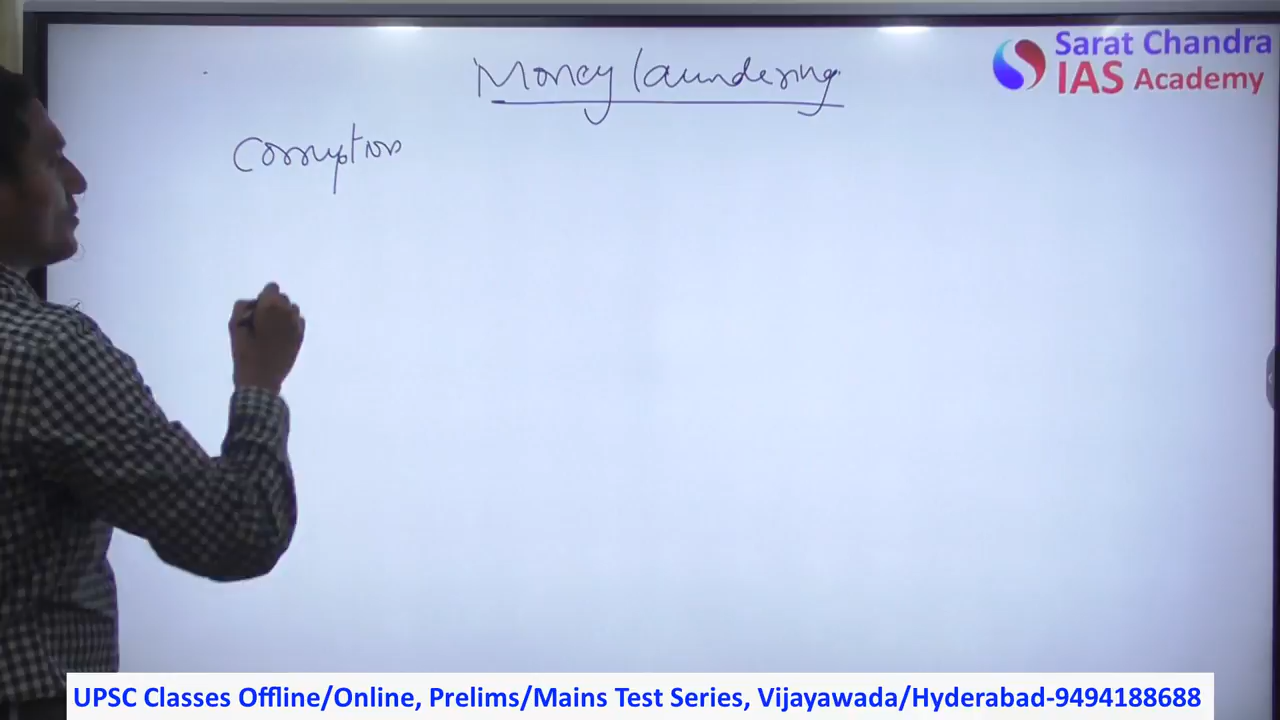 Money laundering
Sarat Chandra
IAS Academy
Corruption
UPSC Classes Offline/Online, Prelims/Mains Test Series, Vijayawada/Hyderabad-9494188688